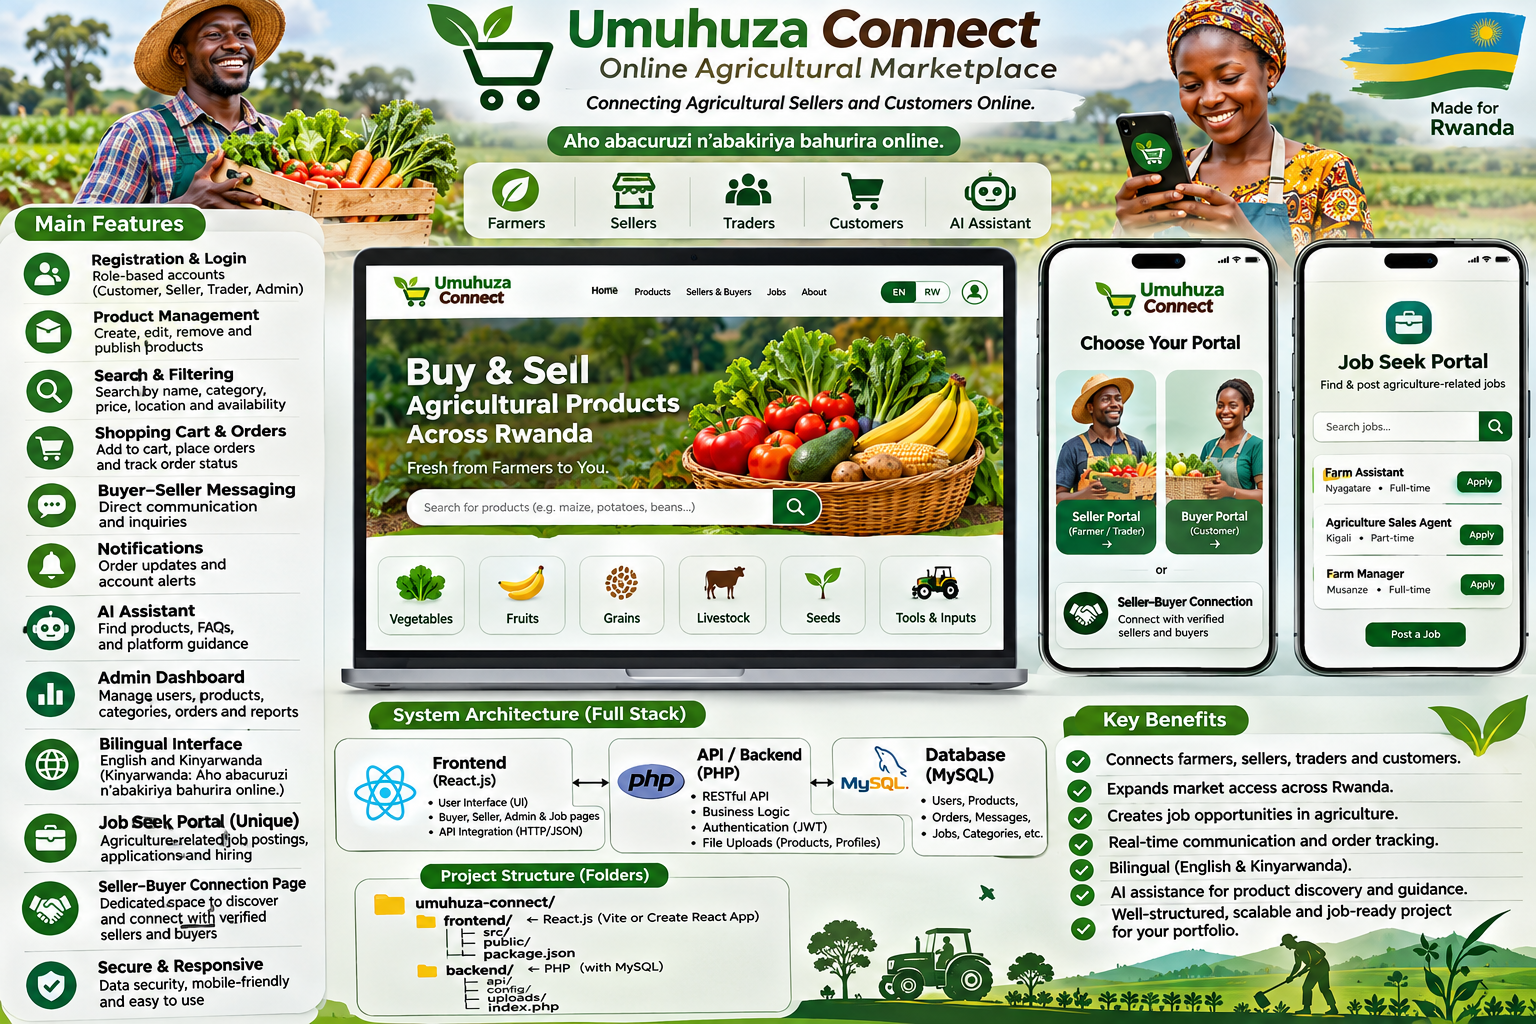 Umuhuza Connect
Online Agricultural Marketplace
Connecting Agricultural Sellers and Customers Online.
Aho abacuruzi n'abakiriya bahurira online.
Made for
Rwanda
Farmers
Sellers
Traders
Customers
AI Assistant
Main Features
Registration & Login
Role-based accounts
(Customer, Seller, Trader, Admin)
Product Management
Create, edit, remove and
publish products
Search & Filtering
Search by name, category,
price, location and availability
Shopping Cart & Orders
Add to cart, place orders
and track order status
Buyer–Seller Messaging
Direct communication
and inquiries
Notifications
Order updates and
account alerts
AI Assistant
Find products, FAQs,
and platform guidance
Admin Dashboard
Manage users, products,
categories, orders and reports
Bilingual Interface
English and Kinyarwanda
(Kinyarwanda: Aho abacuruzi
n'abakiriya bahurira online.)
Job Seek Portal (Unique)
Agriculture-related job postings,
applications and hiring
Seller–Buyer Connection Page
Dedicated space to discover
and connect with verified
sellers and buyers
Secure & Responsive
Data security, mobile-friendly
and easy to use
Umuhuza
Connect
Home
Products
Sellers & Buyers
Jobs
About
EN
RW
Buy & Sell
Agricultural Products
Across Rwanda
Fresh from Farmers to You.
Search for products (e.g. maize, potatoes, beans...)
Vegetables
Fruits
Grains
Livestock
Seeds
Tools & Inputs
Umuhuza
Connect
Choose Your Portal
Seller Portal
(Farmer / Trader)
→
Buyer Portal
(Customer)
→
or
Seller–Buyer Connection
Connect with verified
sellers and buyers
Job Seek Portal
Find & post agriculture-related jobs
Search jobs...
Farm Assistant
Nyagatare • Full-time
Apply
Agriculture Sales Agent
Kigali • Part-time
Apply
Farm Manager
Musanze • Full-time
Apply
Post a Job
System Architecture (Full Stack)
Frontend
(React.js)
• User Interface (UI)
• Buyer, Seller, Admin & Job pages
• API Integration (HTTP/JSON)
php
API / Backend
(PHP)
• RESTful API
• Business Logic
• Authentication (JWT)
• File Uploads (Products, Profiles)
MySQL.
Database
(MySQL)
• Users, Products,
• Orders, Messages,
• Jobs, Categories, etc.
Project Structure (Folders)
umuhuza-connect/
frontend/ ← React.js (Vite or Create React App)
src/
public/
package.json
backend/ ← PHP (with MySQL)
api/
config/
uploads/
index.php
Key Benefits
Connects farmers, sellers, traders and customers.
Expands market access across Rwanda.
Creates job opportunities in agriculture.
Real-time communication and order tracking.
Bilingual (English & Kinyarwanda).
AI assistance for product discovery and guidance.
Well-structured, scalable and job-ready project
for your portfolio.